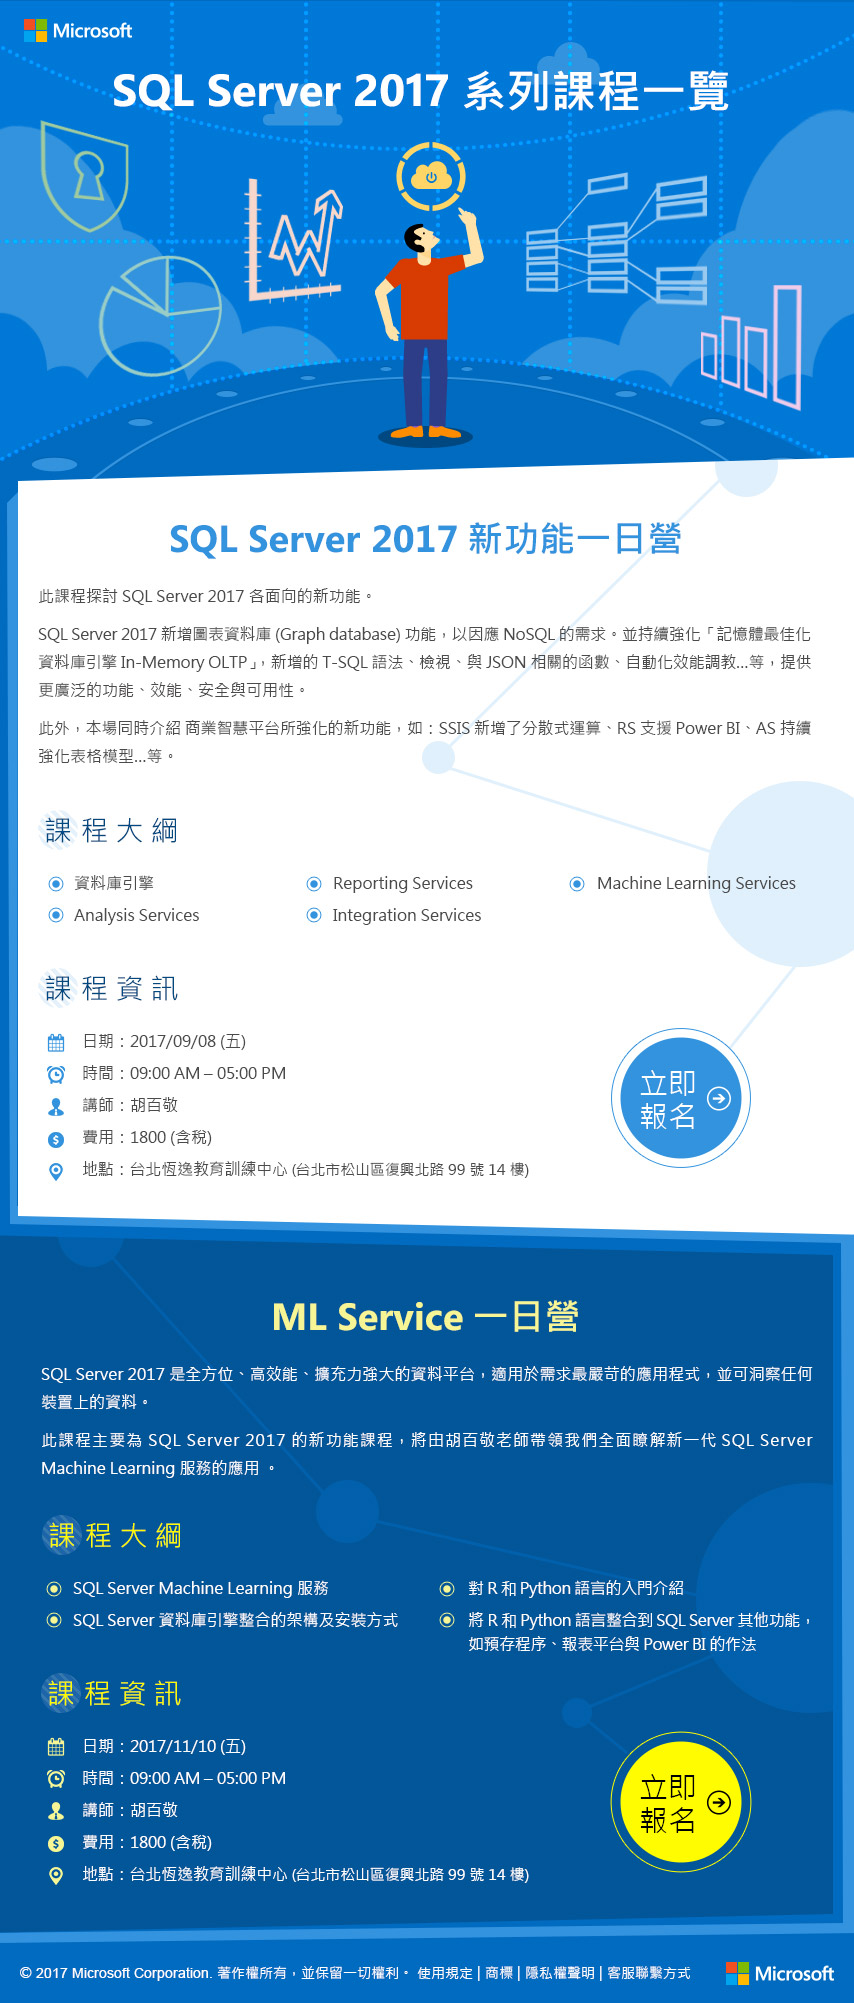 Microsoft
SQL Server 2017 系列課程一覽
SQL Server 2017 新功能一日營
此課程探討 SQL Server 2017 各面向的新功能。
SQL Server 2017 新增圖表資料庫 (Graph database) 功能，以因應 NoSQL 的需求。並持續強化「記憶體最佳化
資料庫引擎 In-Memory OLTP」，新增的 T-SQL 語法、檢視、與 JSON 相關的函數、自動化效能調教...等，提供
更廣泛的功能、效能、安全與可用性。
此外，本場同時介紹 商業智慧平台所強化的新功能，如：SSIS 新增了分散式運算、RS 支援 Power BI、AS 持續
強化表格模型...等。
課程大綱
資料庫引擎
Reporting Services
Machine Learning Services
Analysis Services
Integration Services
課程資訊
日期：2017/09/08 (五)
時間：09:00 AM – 05:00 PM
講師：胡百敬
費用：1800 (含稅)
地點：台北恆逸教育訓練中心 (台北市松山區復興北路 99 號 14 樓)
立即
報名
ML Service 一日營
SQL Server 2017 是全方位、高效能、擴充力強大的資料平台，適用於需求最嚴苛的應用程式，並可洞察任何
裝置上的資料。
此課程主要為 SQL Server 2017 的新功能課程，將由胡百敬老師帶領我們全面瞭解新一代 SQL Server
Machine Learning 服務的應用 。
課程大綱
SQL Server Machine Learning 服務
對 R 和 Python 語言的入門介紹
SQL Server 資料庫引擎整合的架構及安裝方式
將 R 和 Python 語言整合到 SQL Server 其他功能，
如預存程序、報表平台與 Power BI 的作法
課程資訊
日期：2017/11/10 (五)
時間：09:00 AM – 05:00 PM
講師：胡百敬
費用：1800 (含稅)
地點：台北恆逸教育訓練中心 (台北市松山區復興北路 99 號 14 樓)
立即
報名
© 2017 Microsoft Corporation. 著作權所有，並保留一切權利。 使用規定 | 商標 | 隱私權聲明 | 客服聯繫方式
Microsoft